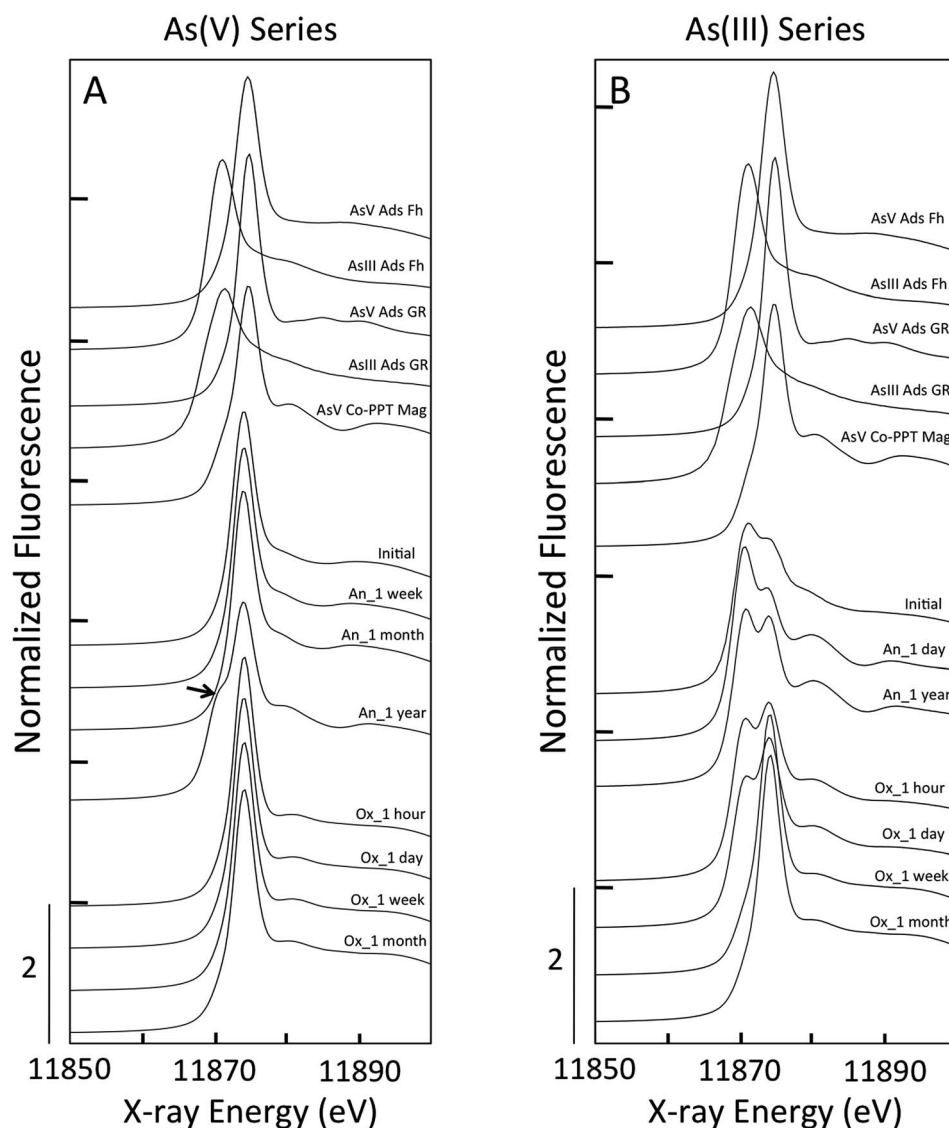 As(V) Series
As(III) Series
A
AsV Ads Fh
AsIII Ads Fh
AsV Ads GR
AsIII Ads GR
AsV Co-PPT Mag
Initial
An_1 week
An_1 month
An_1 year
Ox_1 hour
Ox_1 day
Ox_1 week
Ox_1 month
Normalized Fluorescence
2
11850
11870
11890
X-ray Energy (eV)
B
AsV Ads Fh
AsIII Ads Fh
AsV Ads GR
AsIII Ads GR
AsV Co-PPT Mag
Initial
An_1 day
An_1 year
Ox_1 hour
Ox_1 day
Ox_1 week
Ox_1 month
Normalized Fluorescence
2
11850
11870
11890
X-ray Energy (eV)